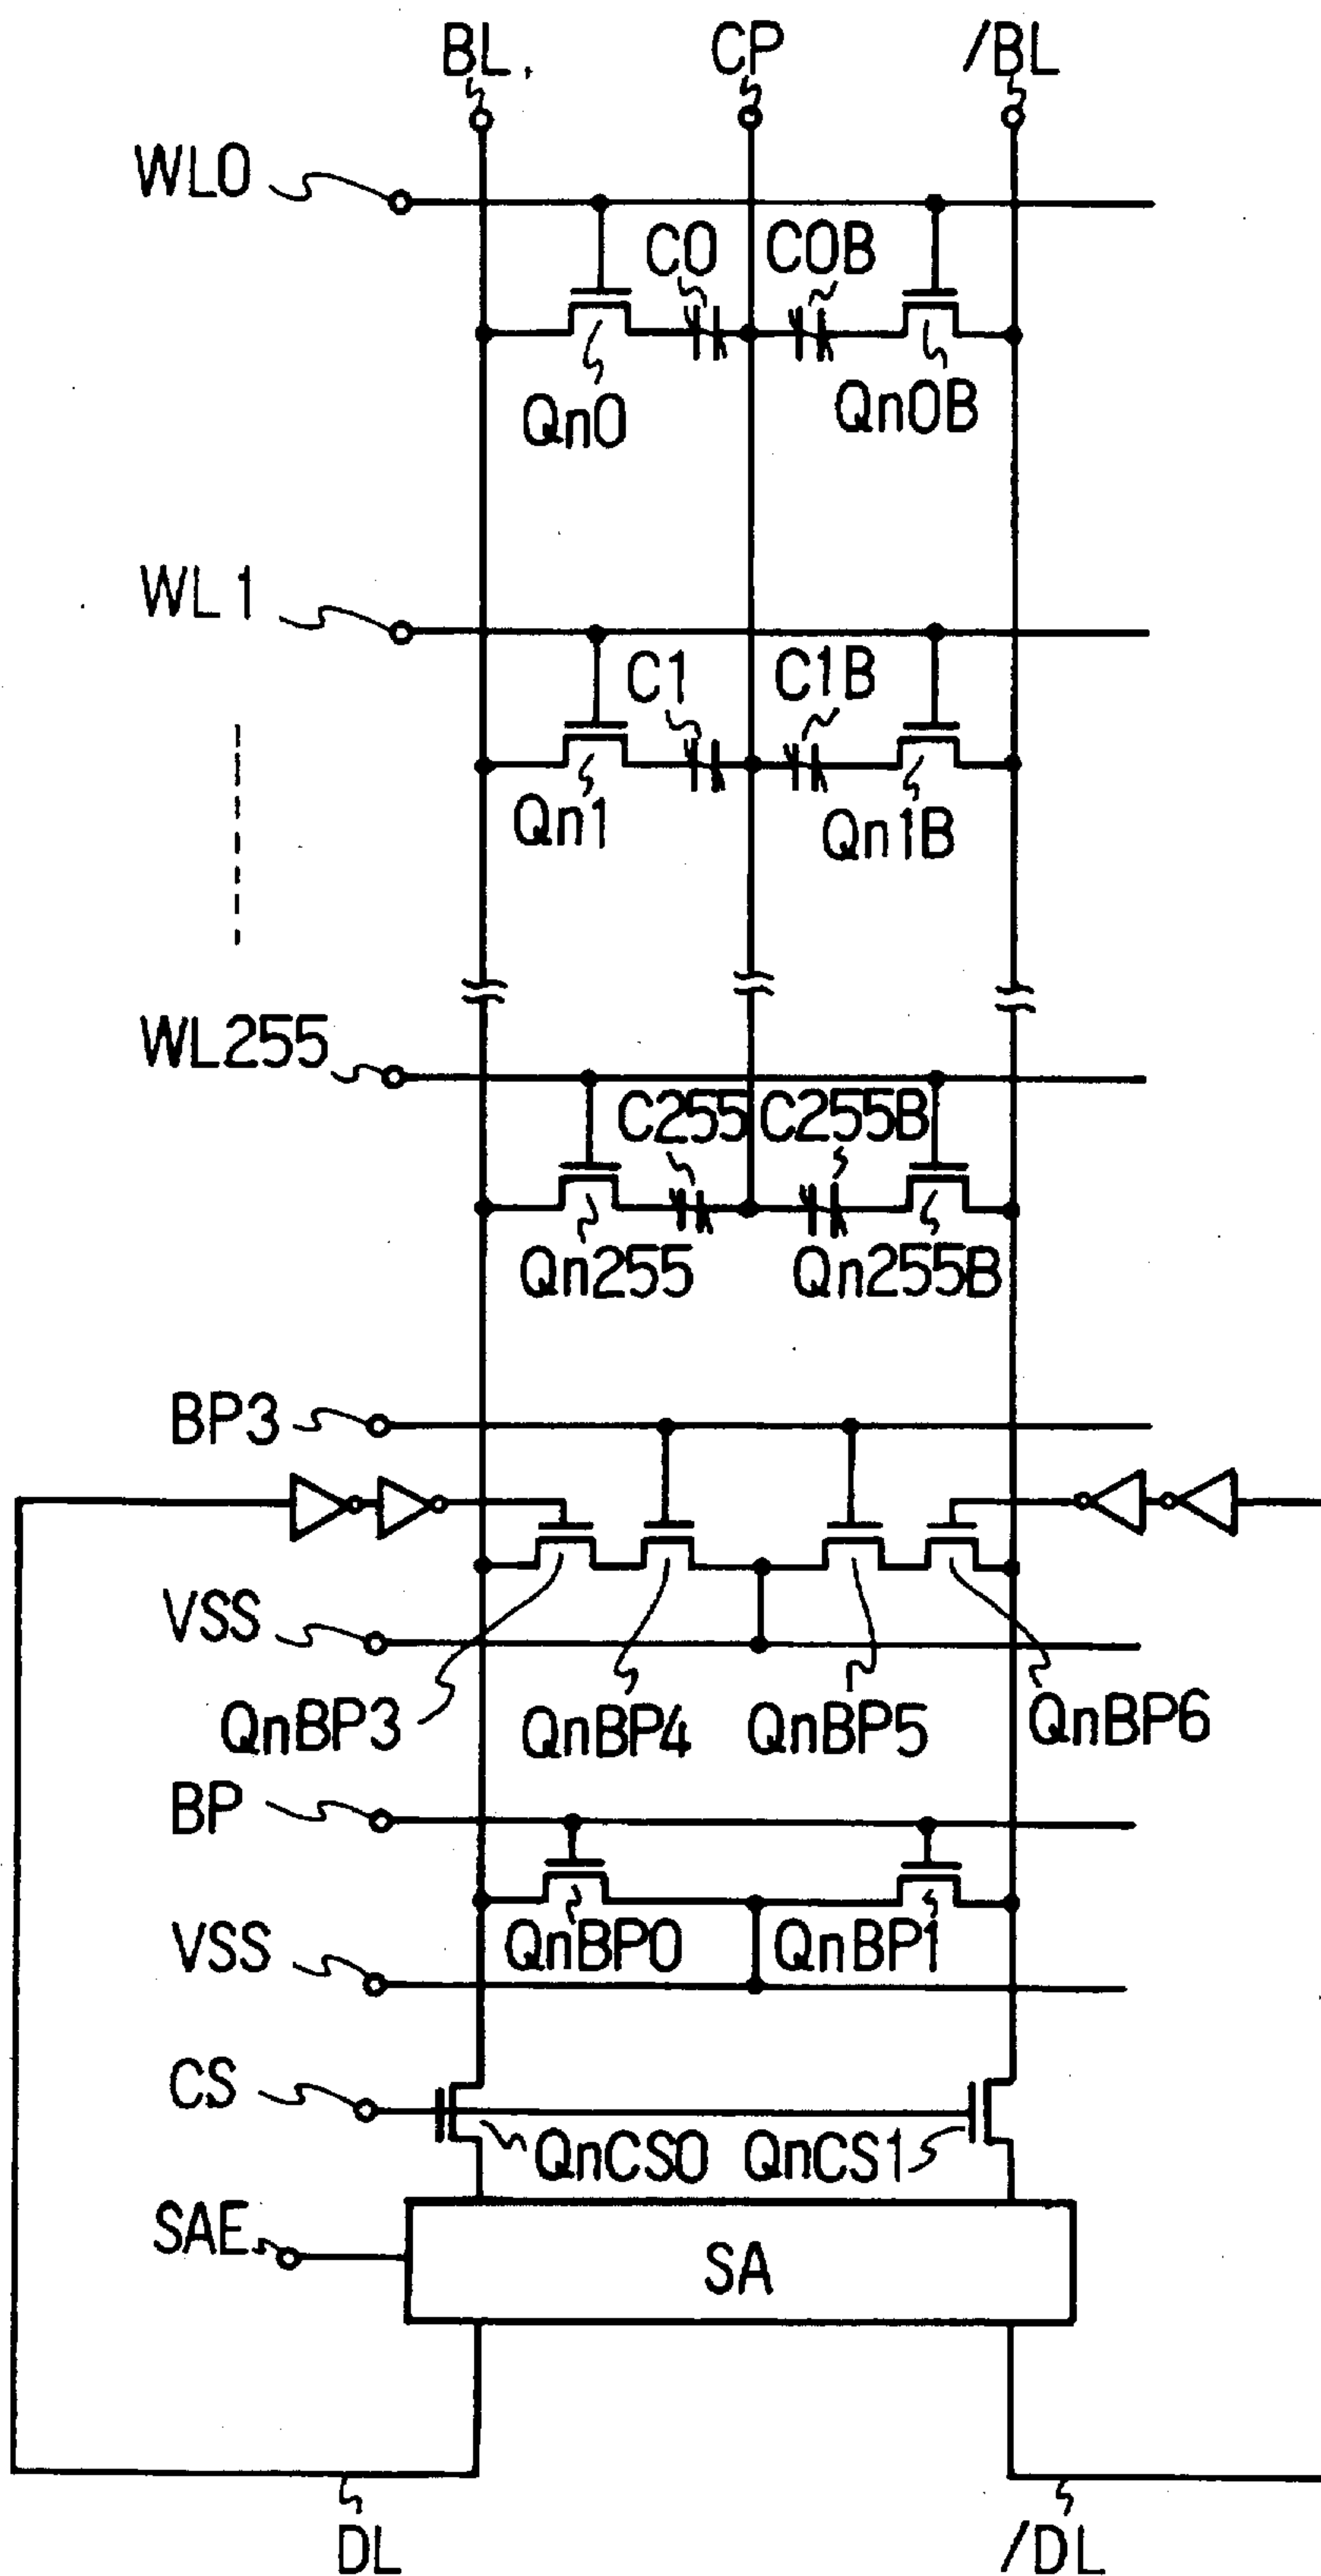 BL CP /BL
WL0
C0 C0B
Qn0 Qn0B
WL1
C1 C1B
Qn1 Qn1B
WL255
C255 C255B
Qn255 Qn255B
BP3
VSS
QnBP3 QnBP4 QnBP5 QnBP6
BP
QnBP0 QnBP1
VSS
CS
QnCS0 QnCS1
SAE
SA
DL /DL